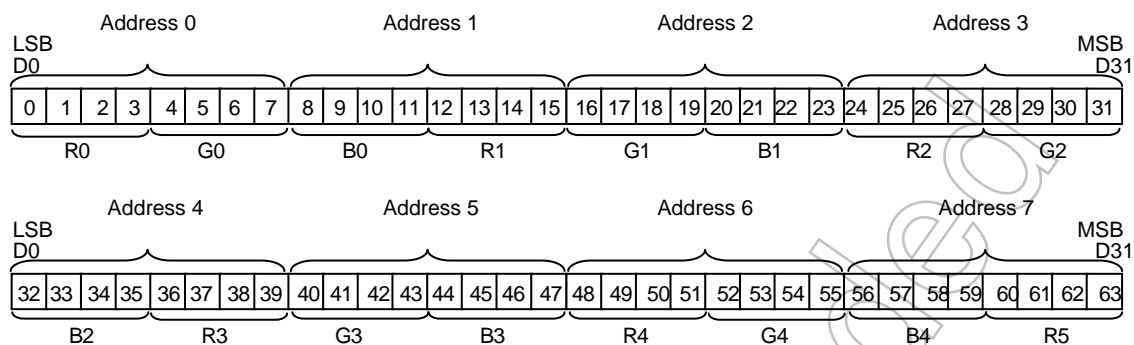 Address 0 Address 1 Address 2 Address 3
LSB MSB
D0 D31
0 1 2 3 4 5 6 7 8 9 10 11 12 13 14 15 16 17 18 19 20 21 22 23 24 25 26 27 28 29 30 31
R0 G0 B0 R1 G1 B1 R2 G2
Address 4 Address 5 Address 6 Address 7
LSB MSB
D0 D31
32 33 34 35 36 37 38 39 40 41 42 43 44 45 46 47 48 49 50 51 52 53 54 55 56 57 58 59 60 61 62 63
B2 R3 G3 B3 R4 G4 B4 R5